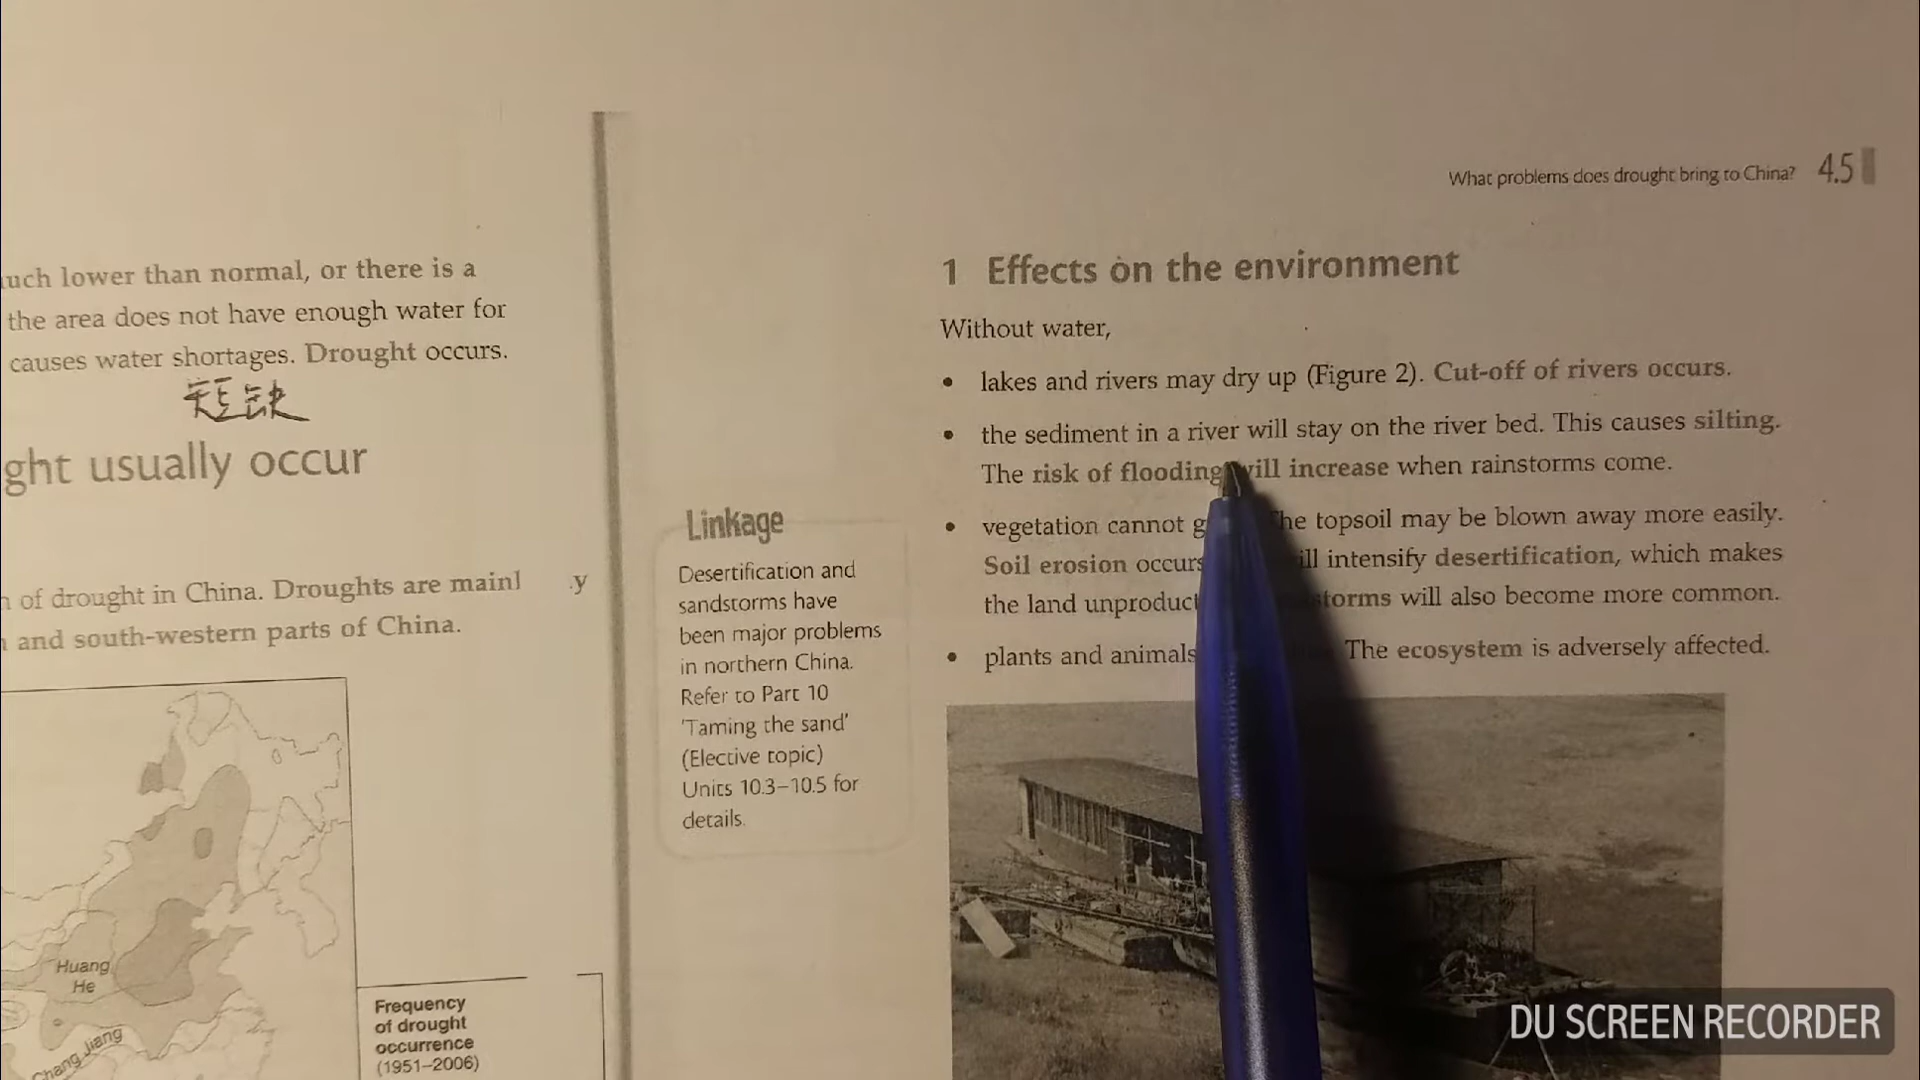 What problems does drought bring to China? 4.5
uch lower than normal, or there is a
the area does not have enough water for
causes water shortages. Drought occurs.
短缺
ght usually occur
of drought in China. Droughts are mainl y
and south-western parts of China.
Huang
He
Chang Jiang
Frequency
of drought
occurrence
(1951–2006)
Linkage
Desertification and
sandstorms have
been major problems
in northern China.
Refer to Part 10
'Taming the sand'
(Elective topic)
Units 10.3–10.5 for
details.
1 Effects on the environment
Without water,
• lakes and rivers may dry up (Figure 2). Cut-off of rivers occurs.
• the sediment in a river will stay on the river bed. This causes silting.
The risk of flooding will increase when rainstorms come.
• vegetation cannot g he topsoil may be blown away more easily.
Soil erosion occurs ill intensify desertification, which makes
the land unproduct storms will also become more common.
• plants and animals The ecosystem is adversely affected.
DU SCREEN RECORDER